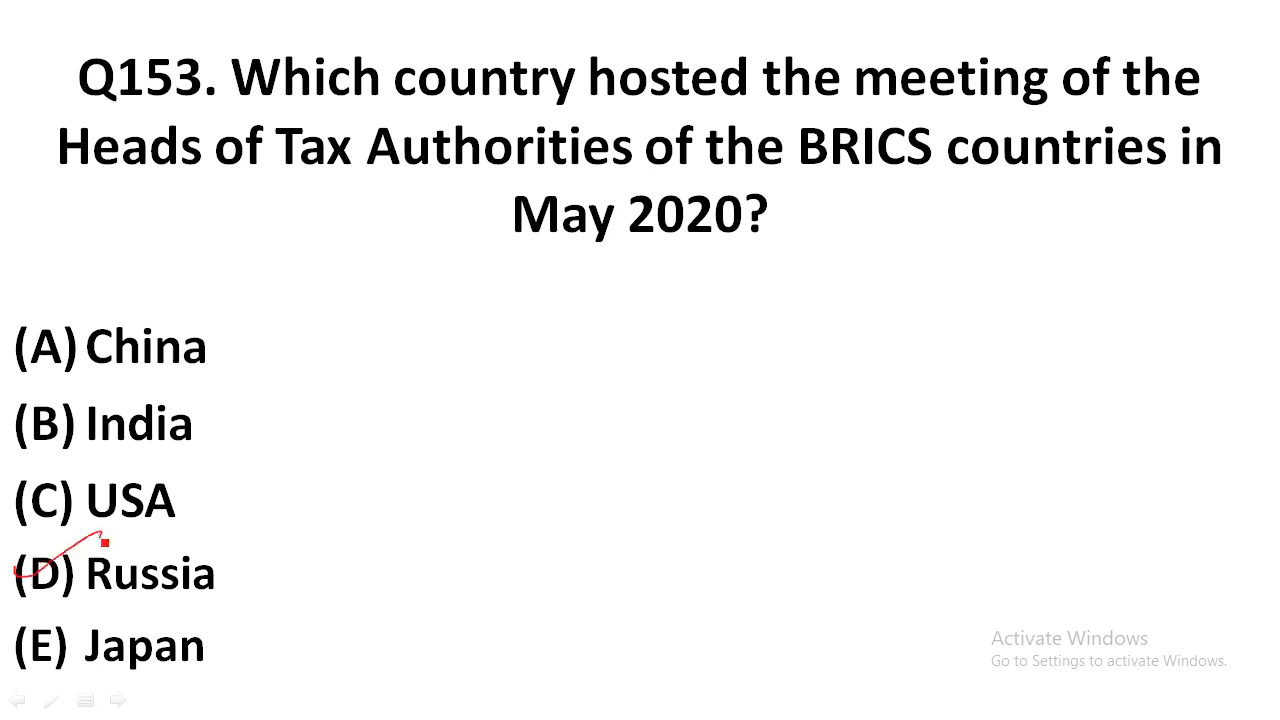 Q153. Which country hosted the meeting of the
Heads of Tax Authorities of the BRICS countries in
May 2020?
(A) China
(B) India
(C) USA
(D) Russia
(E) Japan
Activate Windows
Go to Settings to activate Windows.